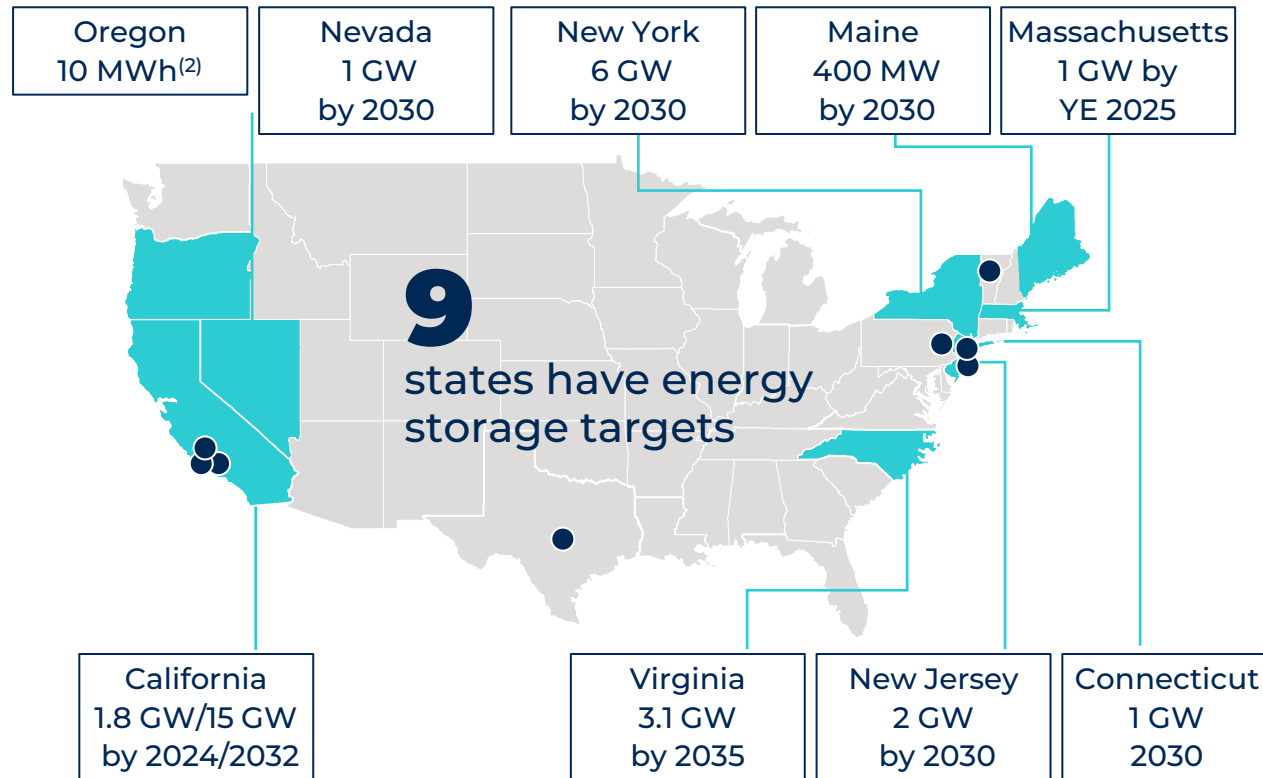 Oregon
10 MWh(2)
Nevada
1 GW
by 2030
New York
6 GW
by 2030
Maine
400 MW
by 2030
Massachusetts
1 GW by
YE 2025
9
states have energy
storage targets
California
1.8 GW/15 GW
by 2024/2032
Virginia
3.1 GW
by 2035
New Jersey
2 GW
by 2030
Connecticut
1 GW
2030